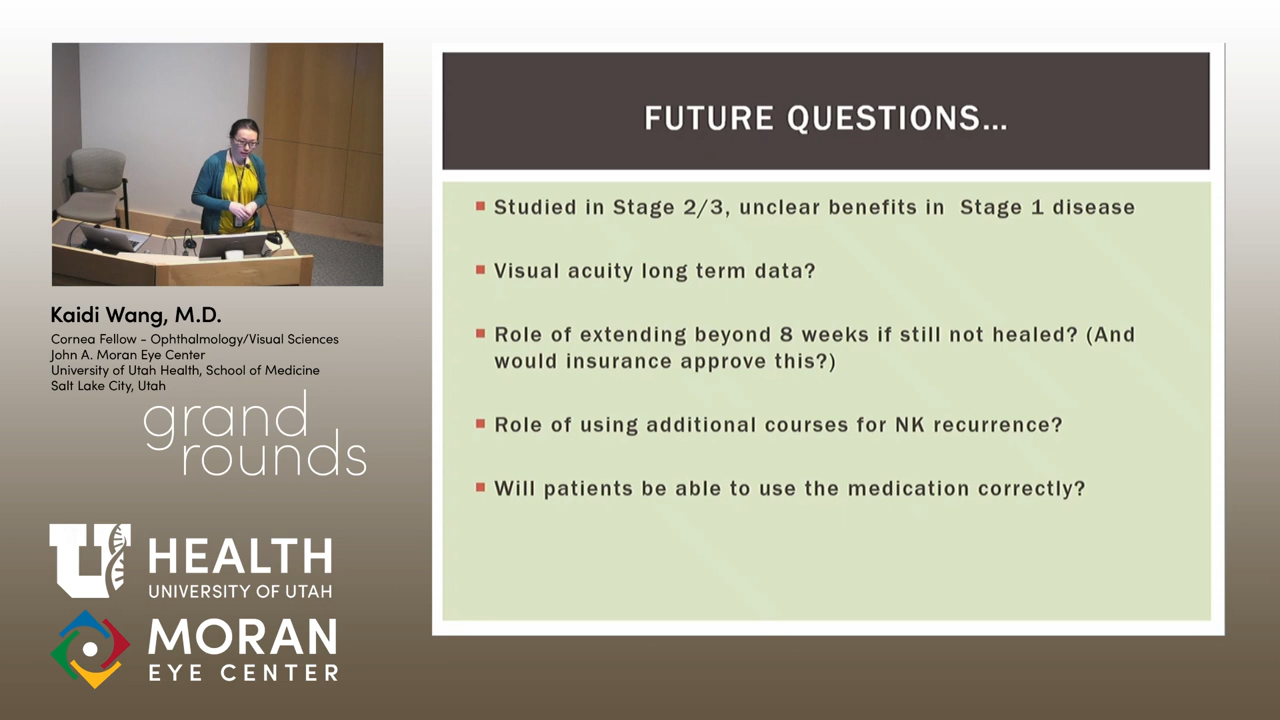 Kaidi Wang, M.D.
Cornea Fellow - Ophthalmology/Visual Sciences
John A. Moran Eye Center
University of Utah Health, School of Medicine
Salt Lake City, Utah
grand
rounds
U
HEALTH
UNIVERSITY OF UTAH
MORAN
EYE CENTER
FUTURE QUESTIONS...
Studied in Stage 2/3, unclear benefits in Stage 1 disease
Visual acuity long term data?
Role of extending beyond 8 weeks if still not healed? (And
would insurance approve this?)
Role of using additional courses for NK recurrence?
Will patients be able to use the medication correctly?